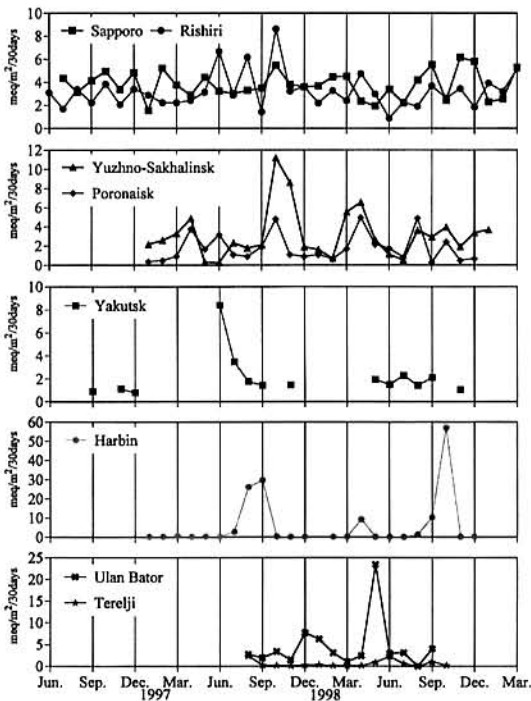 meq/m²/30days
10
8
6
4
2
0
Sapporo Rishiri
meq/m²/30days
12
10
8
6
4
2
0
Yuzhno-Sakhalinsk
Poronaisk
meq/m²/30days
10
8
6
4
2
0
Yakutsk
meq/m²/30days
60
50
40
30
20
10
0
Harbin
meq/m²/30days
25
20
15
10
5
0
Ulan Bator
Terelji
Jun. Sep. Dec. Mar. Jun. Sep. Dec. Mar. Jun. Sep. Dec. Mar.
1997 1998